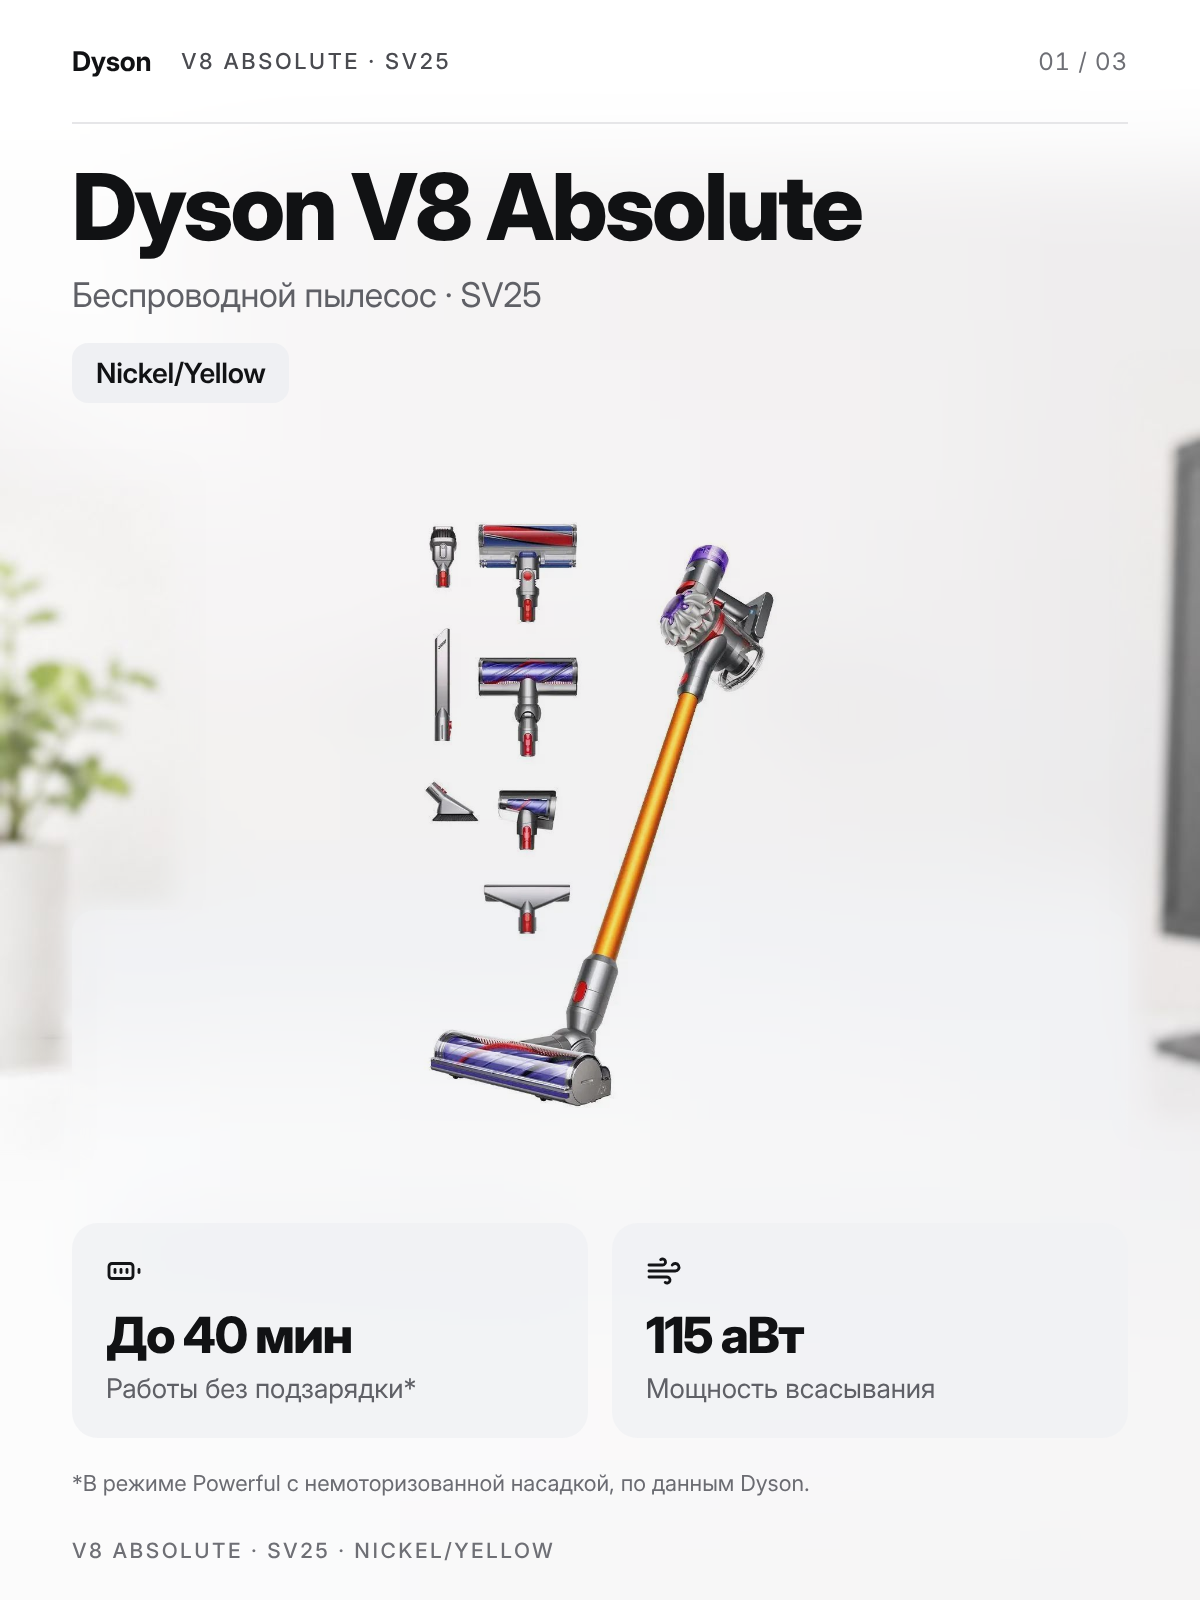 Dyson V8 ABSOLUTE · SV25 01 / 03
Dyson V8 Absolute
Беспроводной пылесос · SV25
Nickel/Yellow
До 40 мин
Работы без подзарядки*
115 аВт
Мощность всасывания
*В режиме Powerful с немоторизованной насадкой, по данным Dyson.
V8 ABSOLUTE · SV25 · NICKEL/YELLOW